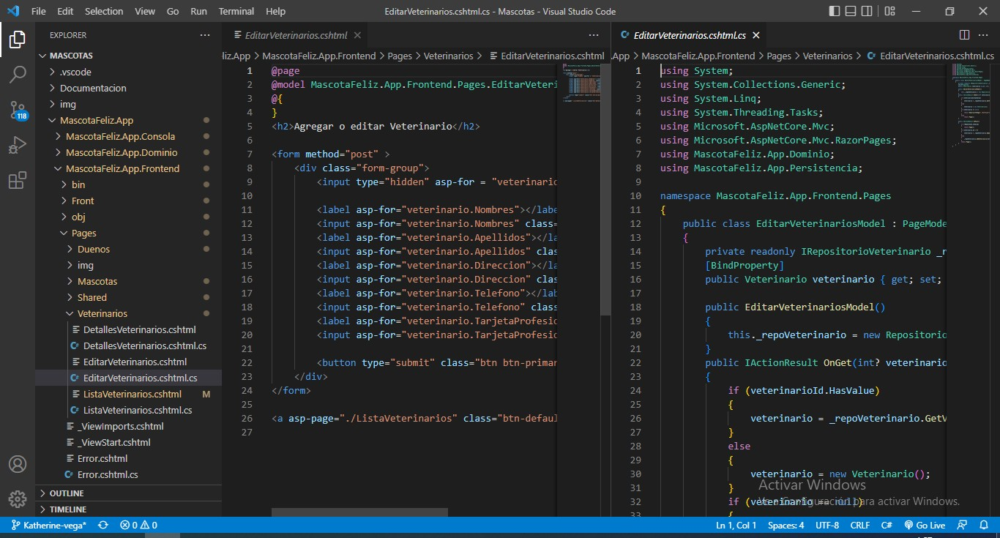 File Edit Selection View Go Run Terminal Help
EditarVeterinarios.cshtml.cs - Mascotas - Visual Studio Code
EXPLORER
MASCOTAS
.vscode
Documentacion
img
MascotaFeliz.App
MascotaFeliz.App.Consola
MascotaFeliz.App.Dominio
MascotaFeliz.App.Frontend
bin
Front
obj
Pages
Duenos
img
Mascotas
Shared
Veterinarios
DetallesVeterinarios.cshtml
DetallesVeterinarios.cshtml.cs
EditarVeterinarios.cshtml
EditarVeterinarios.cshtml.cs
ListaVeterinarios.cshtml M
ListaVeterinarios.cshtml.cs
_ViewImports.cshtml
_ViewStart.cshtml
Error.cshtml
Error.cshtml.cs
OUTLINE
TIMELINE
118
EditarVeterinarios.cshtml
liz.App > MascotaFeliz.App.Frontend > Pages > Veterinarios > EditarVeterinarios.cshtml
1 @page
2 @model MascotaFeliz.App.Frontend.Pages.EditarVeteri
3 @{
4 }
5 <h2>Agregar o editar Veterinario</h2>
6
7 <form method="post" >
8 <div class="form-group">
9 <input type="hidden" asp-for = "veterinario
10
11 <label asp-for="veterinario.Nombres"></labe
12 <input asp-for="veterinario.Nombres" class=
13 <label asp-for="veterinario.Apellidos"></la
14 <input asp-for="veterinario.Apellidos" clas
15 <label asp-for="veterinario.Direccion"></la
16 <input asp-for="veterinario.Direccion" clas
17 <label asp-for="veterinario.Telefono"></lab
18 <input asp-for="veterinario.Telefono" class
19 <label asp-for="veterinario.TarjetaProfesio
20 <input asp-for="veterinario.TarjetaProfesio
21
22 <button type="submit" class="btn btn-primar
23 </div>
24 </form>
25
26 <a asp-page="./ListaVeterinarios" class="btn-defaul
27
EditarVeterinarios.cshtml.cs
.App > MascotaFeliz.App.Frontend > Pages > Veterinarios > EditarVeterinarios.cshtml.cs
1 using System;
2 using System.Collections.Generic;
3 using System.Linq;
4 using System.Threading.Tasks;
5 using Microsoft.AspNetCore.Mvc;
6 using Microsoft.AspNetCore.Mvc.RazorPages;
7 using MascotaFeliz.App.Dominio;
8 using MascotaFeliz.App.Persistencia;
9
10 namespace MascotaFeliz.App.Frontend.Pages
11 {
12 public class EditarVeterinariosModel : PageMode
13 {
14 private readonly IRepositorioVeterinario _r
15 [BindProperty]
16 public Veterinario veterinario { get; set;
17
18 public EditarVeterinariosModel()
19 {
20 this._repoVeterinario = new Repositorio
21 }
22 public IActionResult OnGet(int? veterinario
23 {
24 if (veterinarioId.HasValue)
25 {
26 veterinario = _repoVeterinario.GetV
27 }
28 else
29 {
30 veterinario = new Veterinario();
31 }
32 if (veterinario == null)
33 {
Activar Windows
Ve a Configuración para activar Windows.
Katherine-vega* 0 0
Ln 1, Col 1 Spaces: 4 UTF-8 CRLF C# Go Live